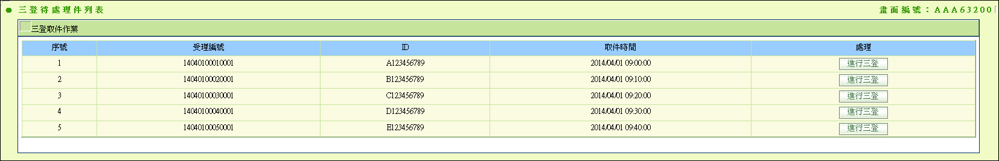 三登待處理件列表 畫面編號：AAA63200
三登取件作業
序號 受理編號 ID 取件時間 處理
1 14040100010001 A123456789 2014/04/01 09:00:00 進行三登
2 14040100020001 B123456789 2014/04/01 09:10:00 進行三登
3 14040100030001 C123456789 2014/04/01 09:20:00 進行三登
4 14040100040001 D123456789 2014/04/01 09:30:00 進行三登
5 14040100050001 E123456789 2014/04/01 09:40:00 進行三登